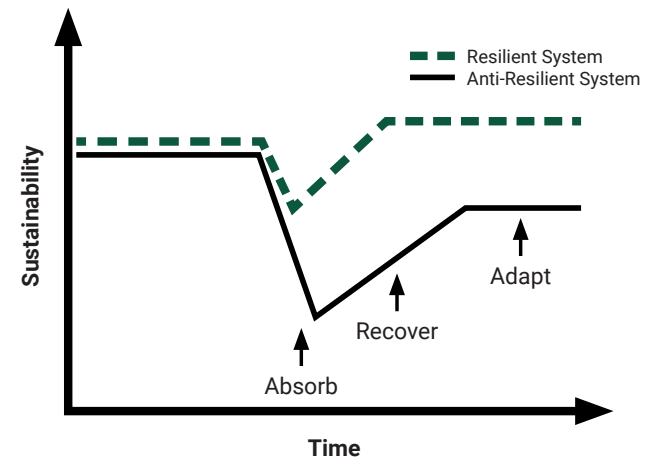 Resilient System
Anti-Resilient System
Sustainability
Adapt
Recover
Absorb
Time